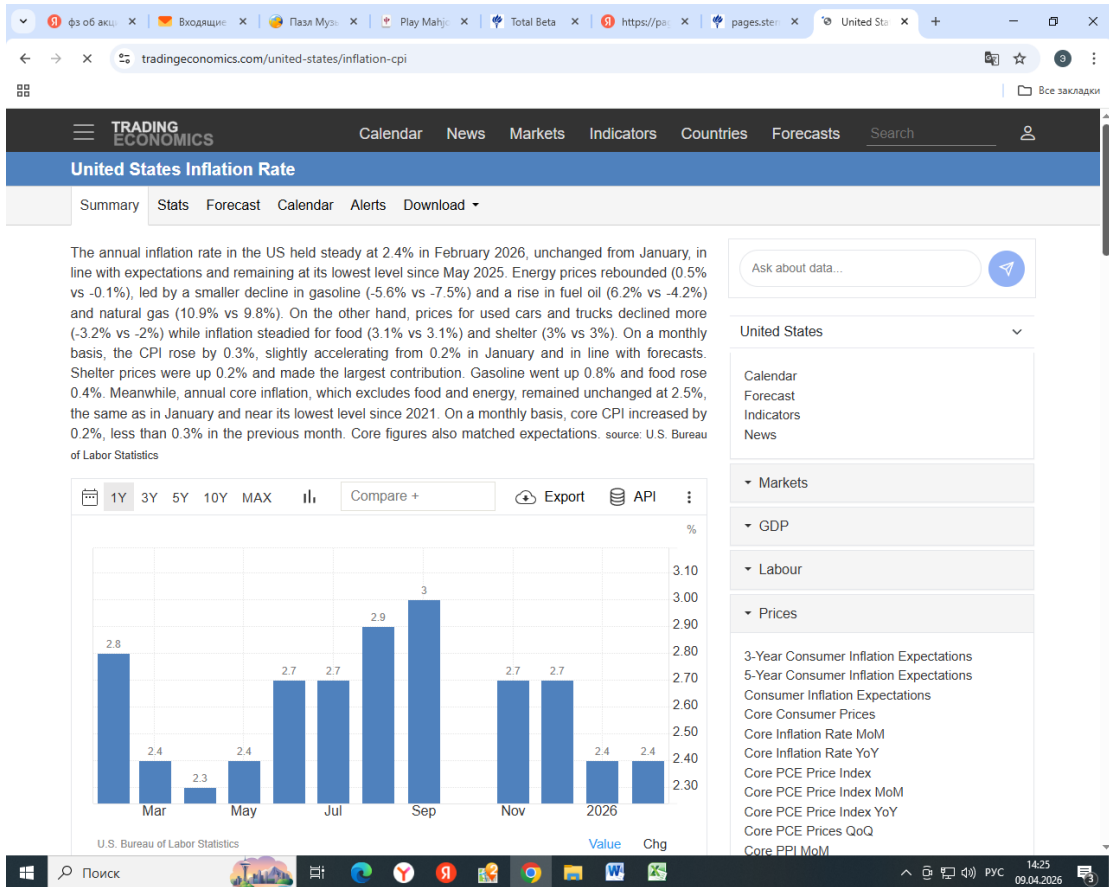 фз об акц
Входящие
Пазл Музы
Play Mahjo
Total Beta
https://pag
pages.stern
United Sta
tradingeconomics.com/united-states/inflation-cpi
Э
Все закладки
TRADING
ECONOMICS
Calendar News Markets Indicators Countries Forecasts Search
United States Inflation Rate
Summary Stats Forecast Calendar Alerts Download
The annual inflation rate in the US held steady at 2.4% in February 2026, unchanged from January, in
line with expectations and remaining at its lowest level since May 2025. Energy prices rebounded (0.5%
vs -0.1%), led by a smaller decline in gasoline (-5.6% vs -7.5%) and a rise in fuel oil (6.2% vs -4.2%)
and natural gas (10.9% vs 9.8%). On the other hand, prices for used cars and trucks declined more
(-3.2% vs -2%) while inflation steadied for food (3.1% vs 3.1%) and shelter (3% vs 3%). On a monthly
basis, the CPI rose by 0.3%, slightly accelerating from 0.2% in January and in line with forecasts.
Shelter prices were up 0.2% and made the largest contribution. Gasoline went up 0.8% and food rose
0.4%. Meanwhile, annual core inflation, which excludes food and energy, remained unchanged at 2.5%,
the same as in January and near its lowest level since 2021. On a monthly basis, core CPI increased by
0.2%, less than 0.3% in the previous month. Core figures also matched expectations. source: U.S. Bureau
of Labor Statistics
1Y 3Y 5Y 10Y MAX Compare + Export API
%
3.10
3.00
2.90
2.80
2.70
2.60
2.50
2.40
2.30
2.8
2.4
2.3
2.4
2.7
2.7
2.9
3
2.7
2.7
2.4
2.4
Mar May Jul Sep Nov 2026
U.S. Bureau of Labor Statistics
Value Chg
Ask about data...
United States
Calendar
Forecast
Indicators
News
Markets
GDP
Labour
Prices
3-Year Consumer Inflation Expectations
5-Year Consumer Inflation Expectations
Consumer Inflation Expectations
Core Consumer Prices
Core Inflation Rate MoM
Core Inflation Rate YoY
Core PCE Price Index
Core PCE Price Index MoM
Core PCE Price Index YoY
Core PCE Prices QoQ
Core PPI MoM
Поиск
РУС
14:25
09.04.2026
3